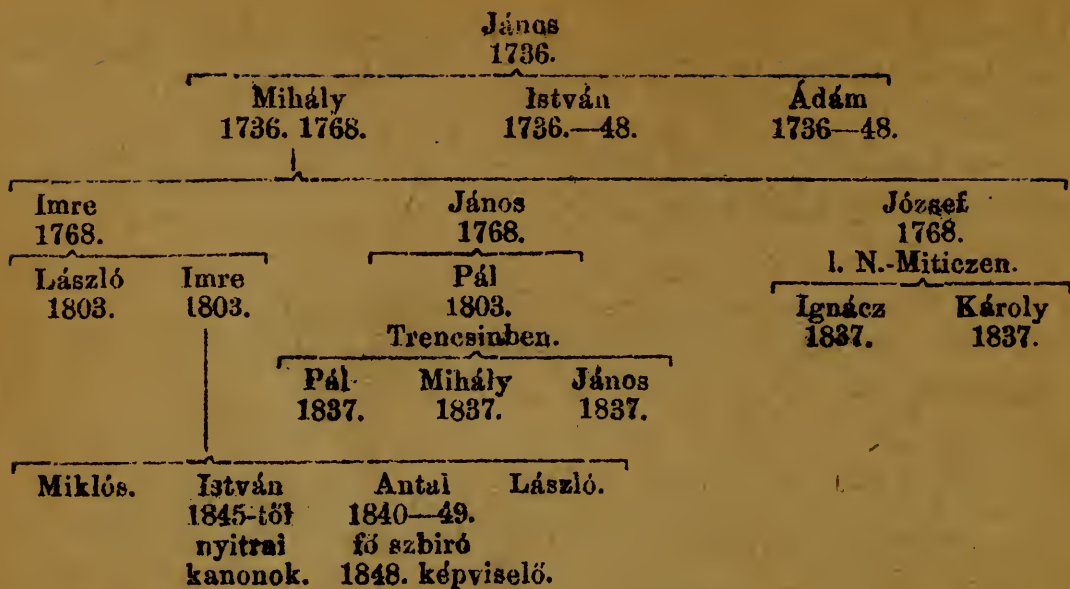 János
1736.
Mihály István Ádám
1736. 1768. 1736.—48. 1736—48.
Imre János József
1768. 1768. 1768.
l. N.-Miticzen.
László Imre Pál
1803. 1803. 1803.
Ignácz Károly
1837. 1837.
Trencsinben.
Pál Mihály János
1837. 1837. 1837.
Miklós. István Antal László.
1845-től 1840—49.
nyitrai fő szbiró
kanonok. 1848. képviselő.